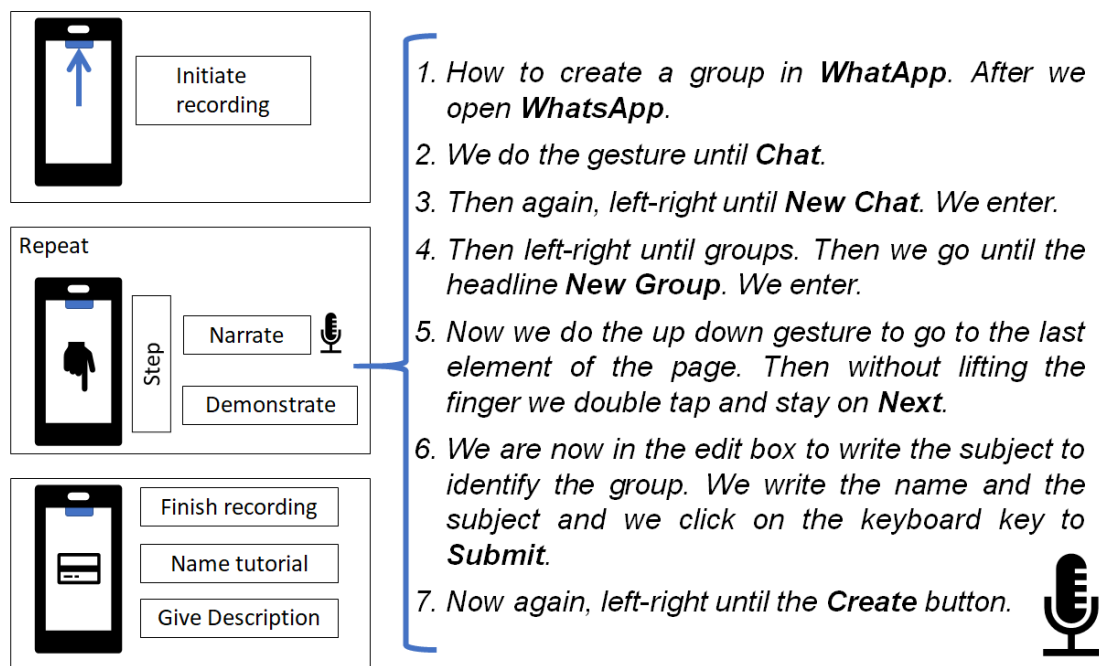 Initiate
recording
Repeat
Step
Narrate
Demonstrate
Finish recording
Name tutorial
Give Description
1. How to create a group in WhatApp. After we
open WhatsApp.
2. We do the gesture until Chat.
3. Then again, left-right until New Chat. We enter.
4. Then left-right until groups. Then we go until the
headline New Group. We enter.
5. Now we do the up down gesture to go to the last
element of the page. Then without lifting the
finger we double tap and stay on Next.
6. We are now in the edit box to write the subject to
identify the group. We write the name and the
subject and we click on the keyboard key to
Submit.
7. Now again, left-right until the Create button.